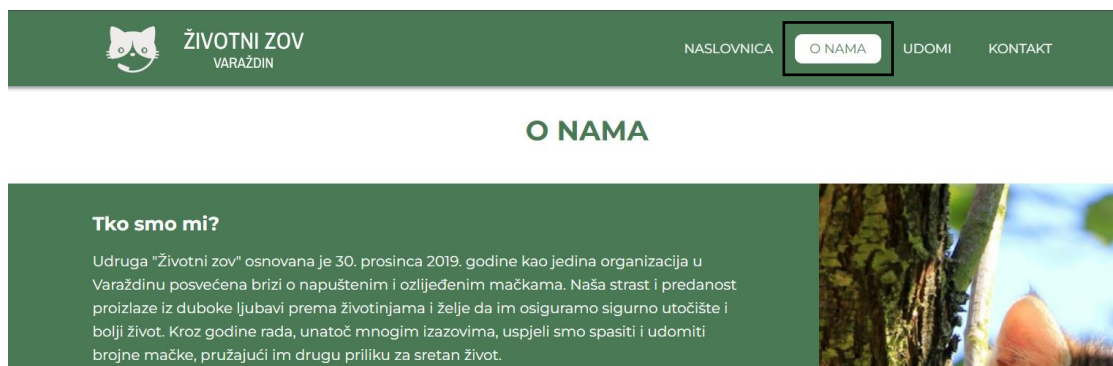 ŽIVOTNI ZOV
VARAŽDIN
NASLOVNICA O NAMA UDOMI KONTAKT
O NAMA
Tko smo mi?
Udruga "Životni zov" osnovana je 30. prosinca 2019. godine kao jedina organizacija u
Varaždinu posvećena brizi o napuštenim i ozlijeđenim mačkama. Naša strast i predanost
proizlaze iz duboke ljubavi prema životinjama i želje da im osiguramo sigurno utočište i
bolji život. Kroz godine rada, unatoč mnogim izazovima, uspjeli smo spasiti i udomiti
brojne mačke, pružajući im drugu priliku za sretan život.